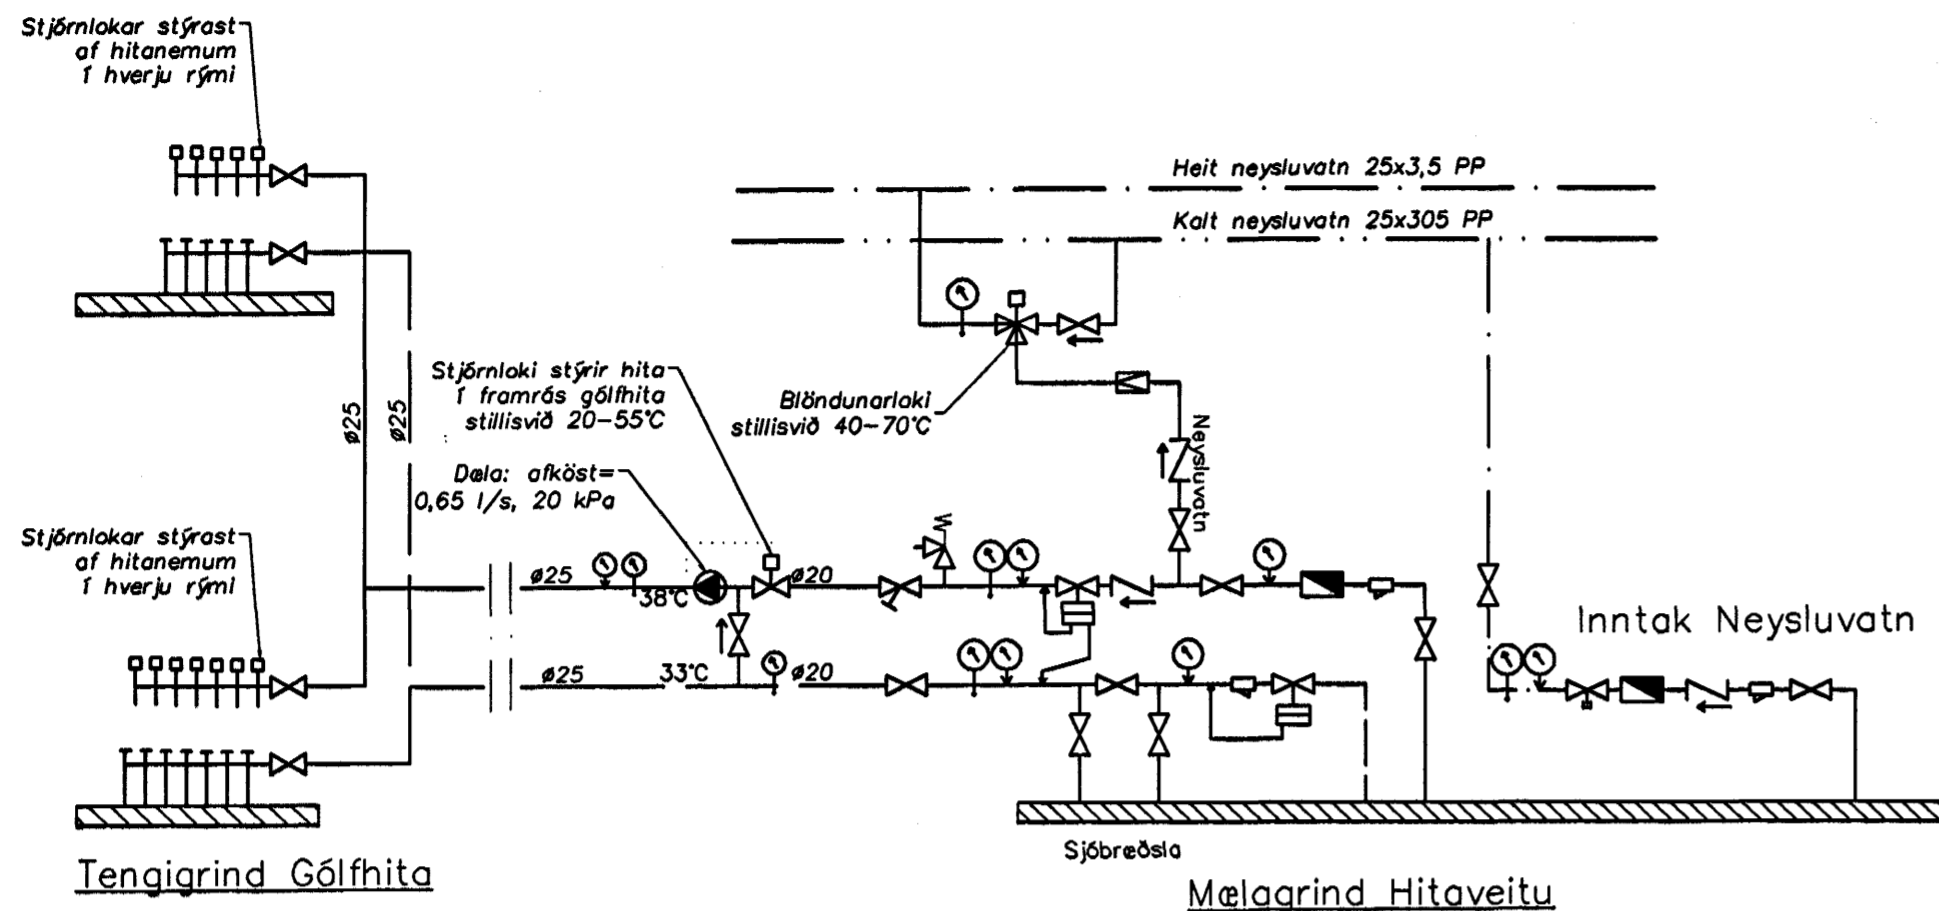 Stjórnlokar stýrast
af hitanemum
í hverju rými
Heit neysluvatn 25x3,5 PP
Kalt neysluvatn 25x305 PP
Stjórnloki stýrir hita
í framrás gólfhita
stillisvið 20-55°C
Blöndunarloki
stillisvið 40-70°C
ø25
ø25
Neysluvatn
Dæla: afköst=
0,65 l/s, 20 kPa
Stjórnlokar stýrast
af hitanemum
í hverju rými
ø25
38°C
ø20
Inntak Neysluvatn
ø25
33°C
ø20
Sjóbræðsla
Tengigrind Gólfhita
Mælagrind Hitaveitu